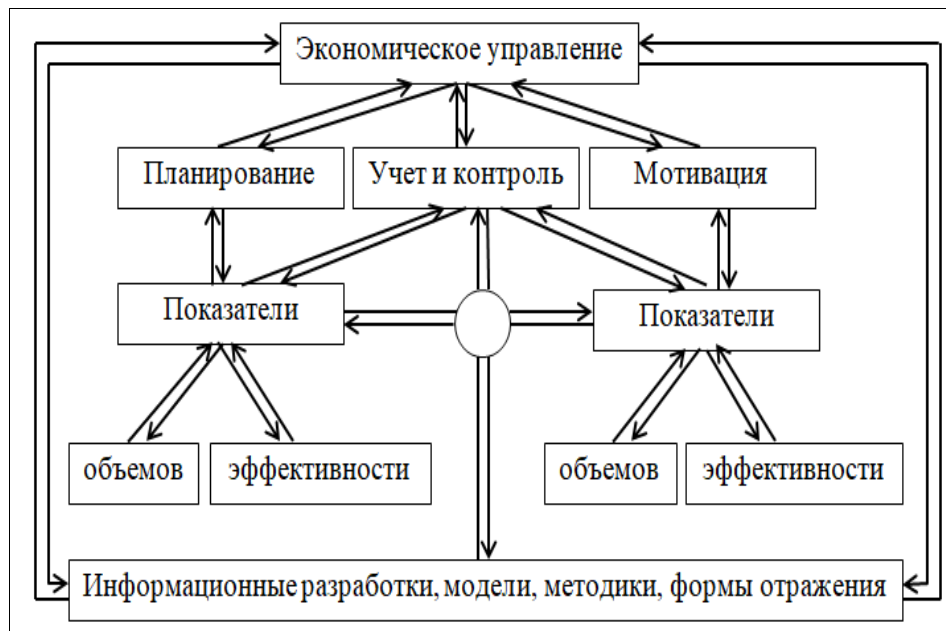 Экономическое управление
Планирование
Учет и контроль
Мотивация
Показатели
Показатели
объемов
эффективности
объемов
эффективности
Информационные разработки, модели, методики, формы отражения